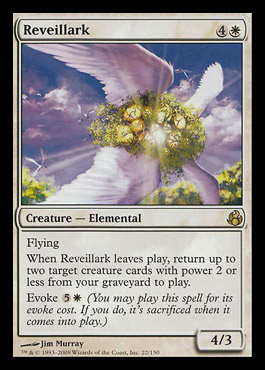 Reveillark 4
Creature — Elemental
Flying
When Reveillark leaves play, return up to
two target creature cards with power 2 or
less from your graveyard to play.
Evoke 5 (You may play this spell for its
evoke cost. If you do, it's sacrificed when it
comes into play.)
Jim Murray
™ & © 1993–2008 Wizards of the Coast, Inc. 22/150
4/3